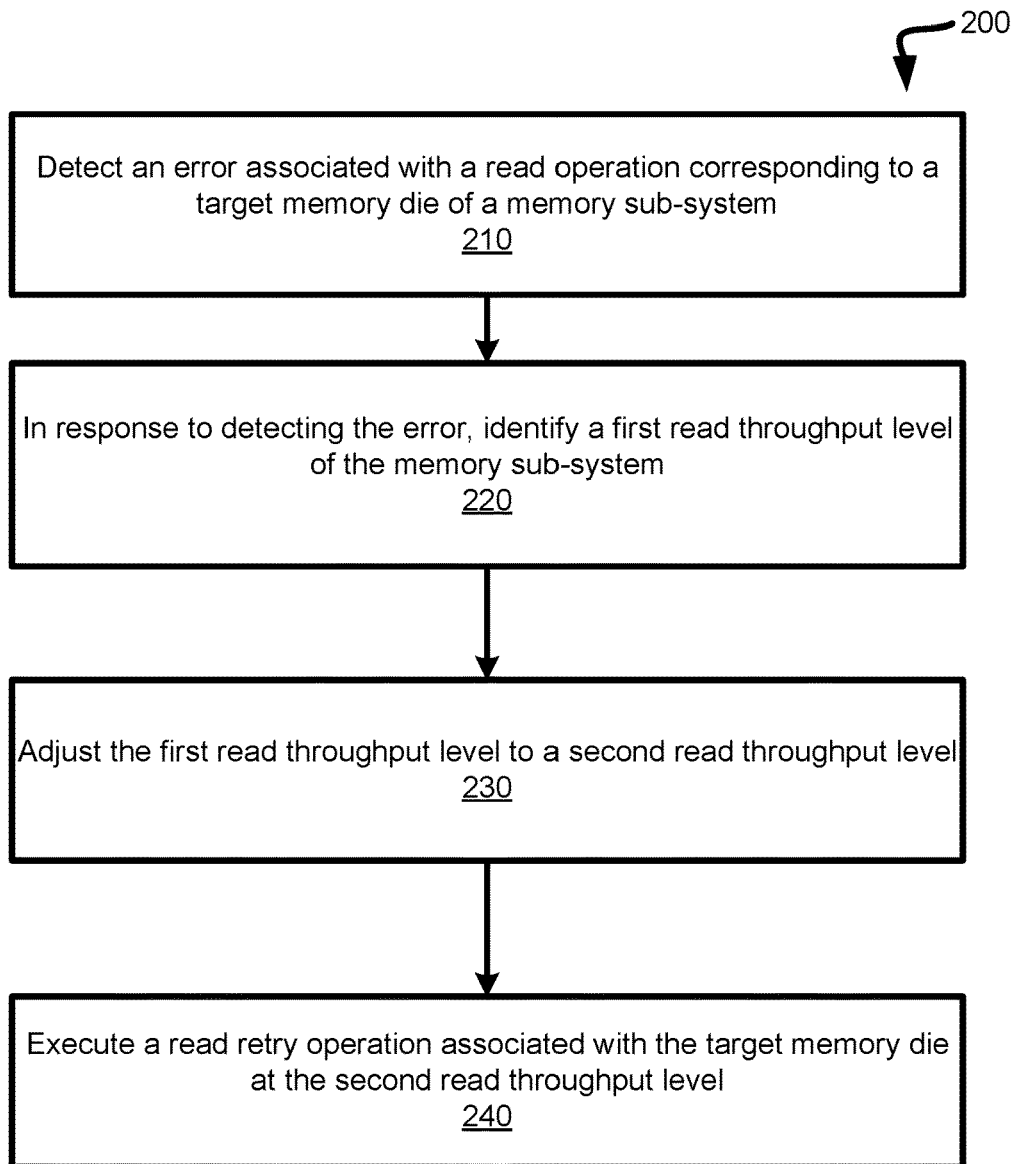 200
Detect an error associated with a read operation corresponding to a
target memory die of a memory sub-system
210
In response to detecting the error, identify a first read throughput level
of the memory sub-system
220
Adjust the first read throughput level to a second read throughput level
230
Execute a read retry operation associated with the target memory die
at the second read throughput level
240